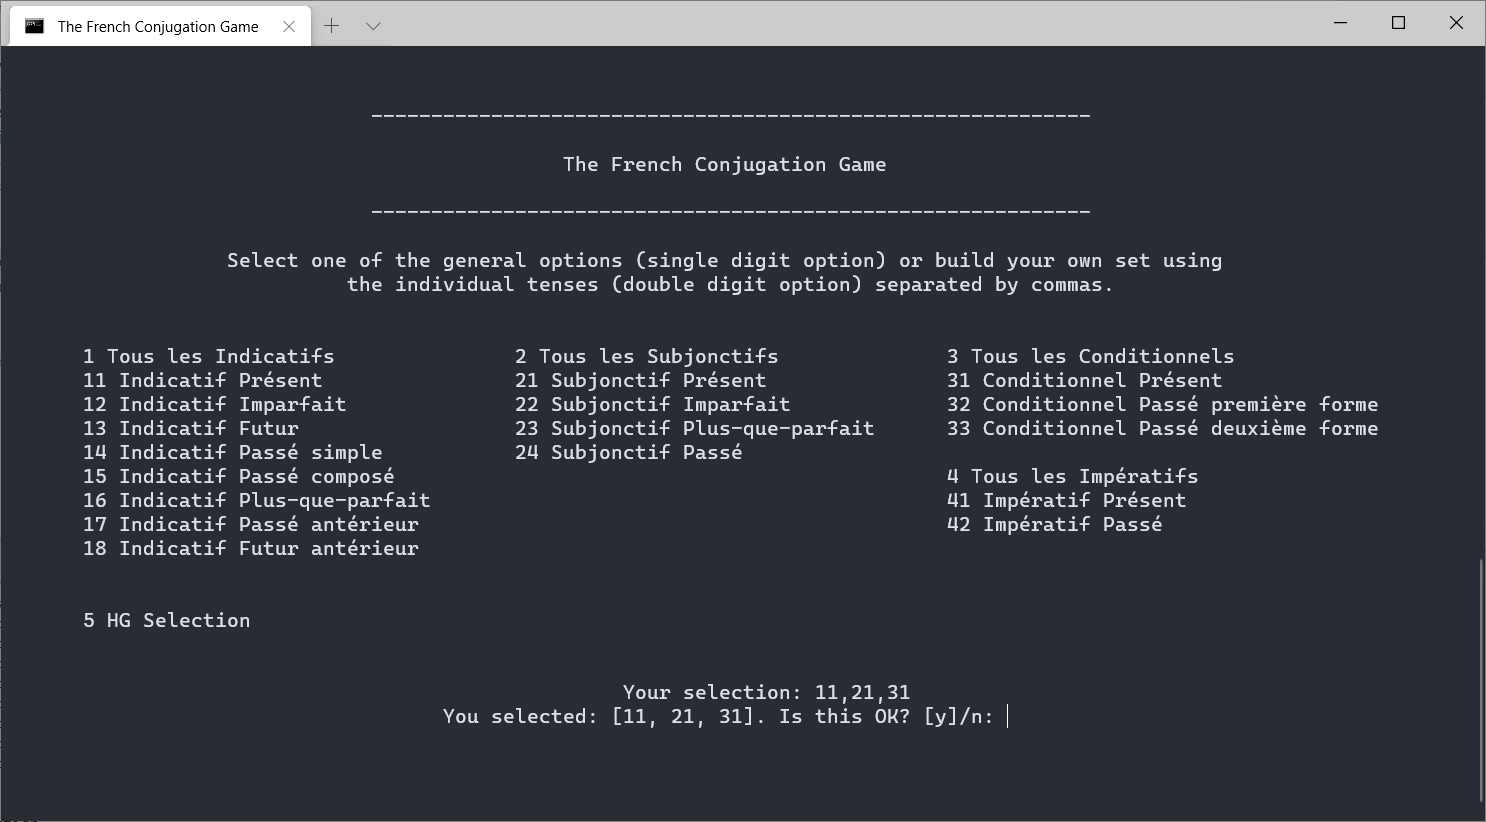 The French Conjugation Game
------------------------------------------------------------
The French Conjugation Game
------------------------------------------------------------
Select one of the general options (single digit option) or build your own set using
the individual tenses (double digit option) separated by commas.
1 Tous les Indicatifs
11 Indicatif Présent
12 Indicatif Imparfait
13 Indicatif Futur
14 Indicatif Passé simple
15 Indicatif Passé composé
16 Indicatif Plus-que-parfait
17 Indicatif Passé antérieur
18 Indicatif Futur antérieur
2 Tous les Subjonctifs
21 Subjonctif Présent
22 Subjonctif Imparfait
23 Subjonctif Plus-que-parfait
24 Subjonctif Passé
3 Tous les Conditionnels
31 Conditionnel Présent
32 Conditionnel Passé première forme
33 Conditionnel Passé deuxième forme
4 Tous les Impératifs
41 Impératif Présent
42 Impératif Passé
5 HG Selection
Your selection: 11,21,31
You selected: [11, 21, 31]. Is this OK? [y]/n: